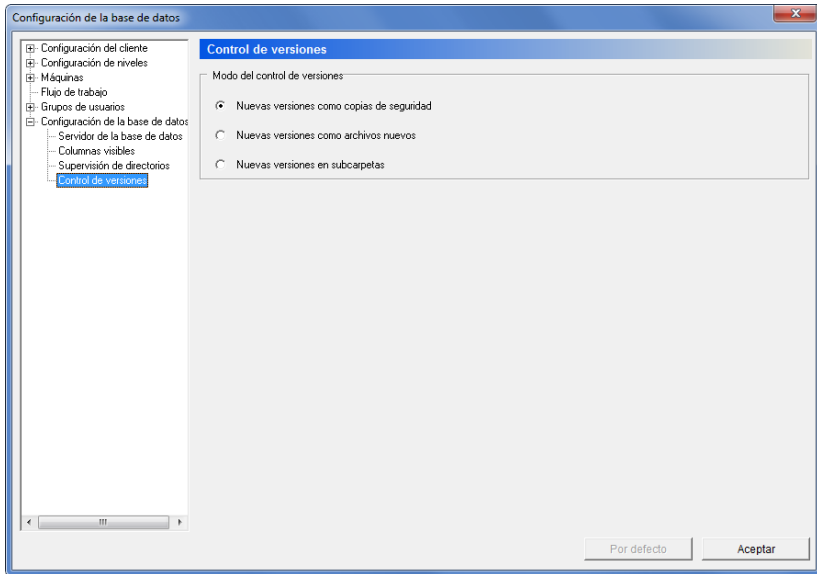 Configuración de la base de datos
Configuración del cliente
Configuración de niveles
Máquinas
Flujo de trabajo
Grupos de usuarios
Configuración de la base de datos
Servidor de la base de datos
Columnas visibles
Supervisión de directorios
Control de versiones
Control de versiones
Modo del control de versiones
Nuevas versiones como copias de seguridad
Nuevas versiones como archivos nuevos
Nuevas versiones en subcarpetas
Por defecto
Aceptar